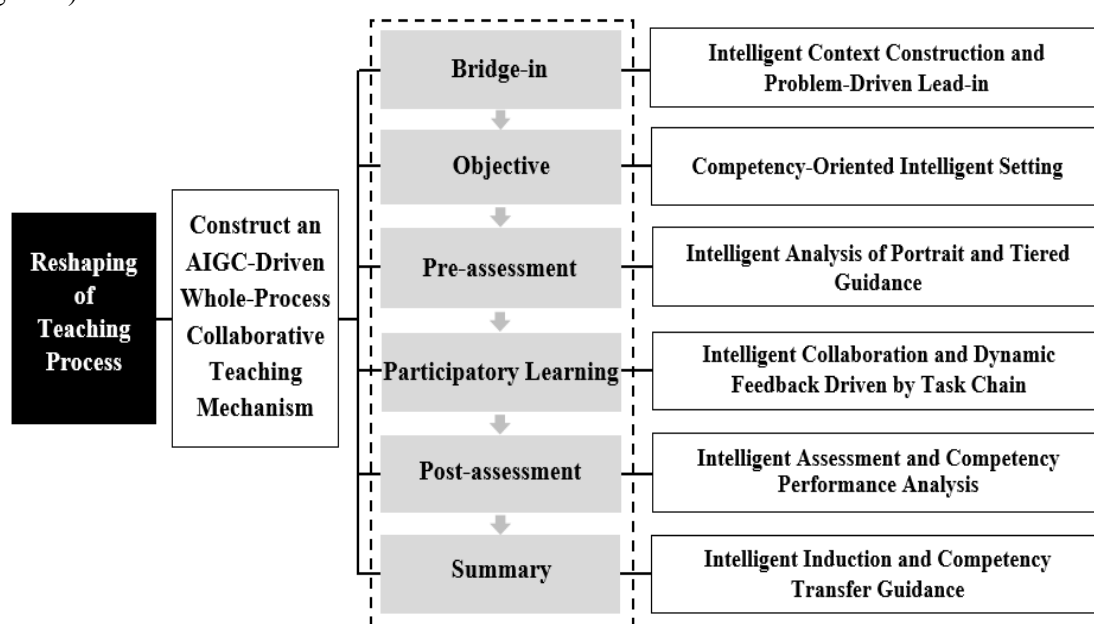 Reshaping
of
Teaching
Process
Construct an
AIGC-Driven
Whole-Process
Collaborative
Teaching
Mechanism
Bridge-in
Intelligent Context Construction and
Problem-Driven Lead-in
Objective
Competency-Oriented Intelligent Setting
Pre-assessment
Intelligent Analysis of Portrait and Tiered
Guidance
Participatory Learning
Intelligent Collaboration and Dynamic
Feedback Driven by Task Chain
Post-assessment
Intelligent Assessment and Competency
Performance Analysis
Summary
Intelligent Induction and Competency
Transfer Guidance